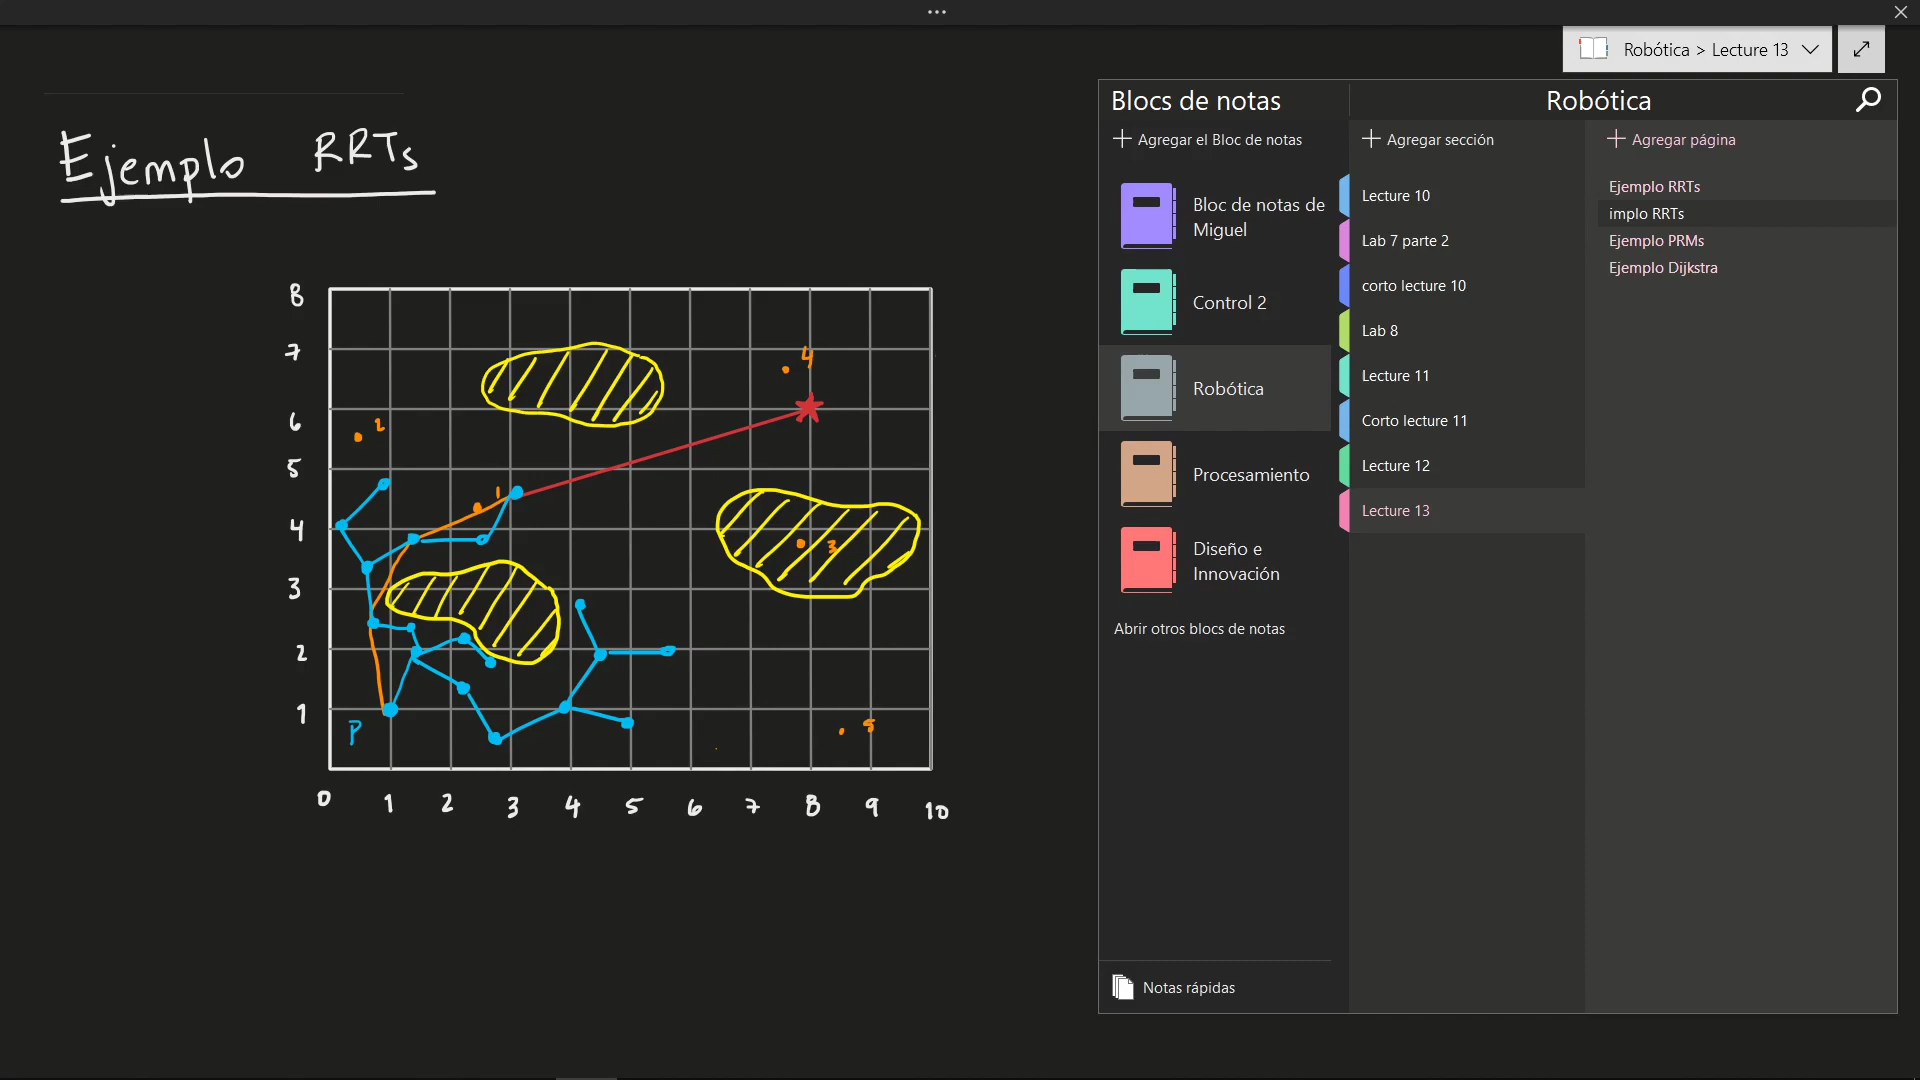 Robótica > Lecture 13
Ejemplo RRTs
8
7
6
5
4
3
2
1
0 1 2 3 4 5 6 7 8 9 10
P
1
2
3
4
5
Blocs de notas
Robótica
Agregar el Bloc de notas
Agregar sección
Agregar página
Bloc de notas de
Miguel
Control 2
Robótica
Procesamiento
Diseño e
Innovación
Abrir otros blocs de notas
Notas rápidas
Lecture 10
Lab 7 parte 2
corto lecture 10
Lab 8
Lecture 11
Corto lecture 11
Lecture 12
Lecture 13
Ejemplo RRTs
implo RRTs
Ejemplo PRMs
Ejemplo Dijkstra